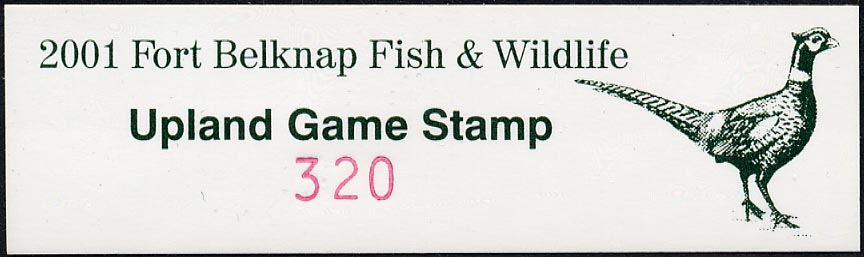 2001 Fort Belknap Fish & Wildlife
Upland Game Stamp
320